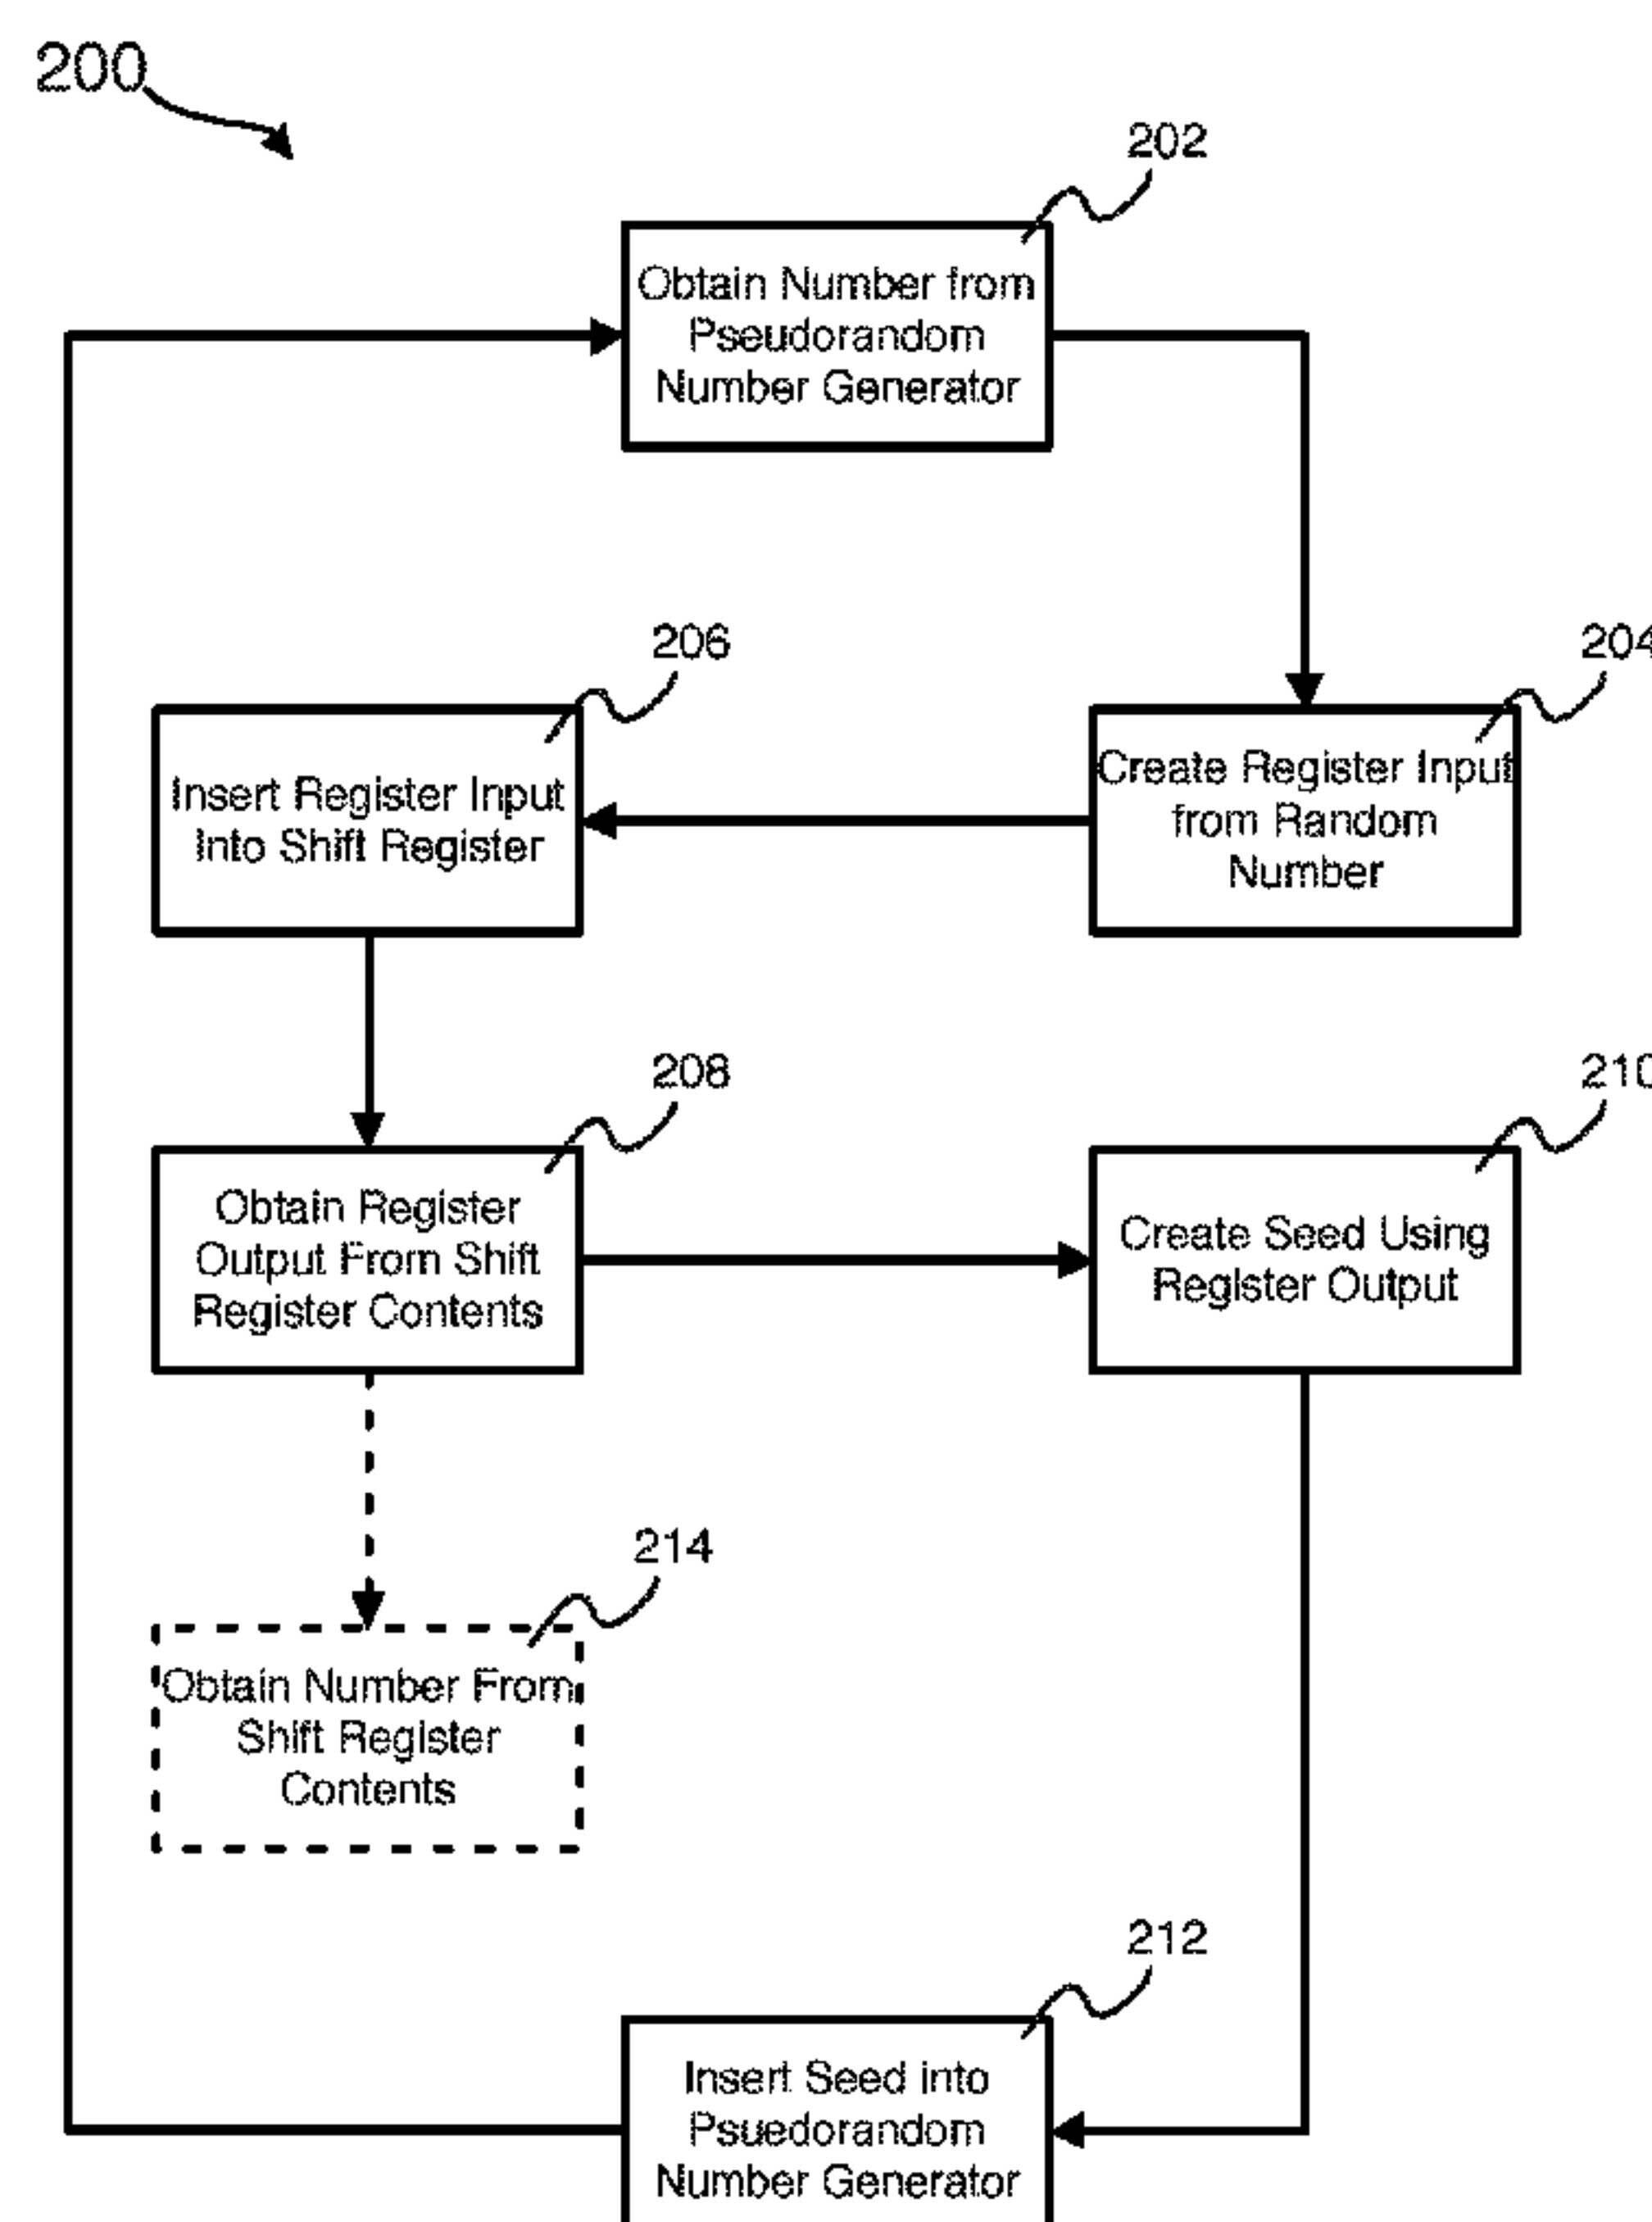 200
202
Obtain Number from
Pseudorandom
Number Generator
206
204
Insert Register Input
Into Shift Register
Create Register Input
from Random
Number
208
210
Obtain Register
Output From Shift
Register Contents
Create Seed Using
Register Output
214
Obtain Number From
Shift Register
Contents
212
Insert Seed into
Psuedorandom
Number Generator